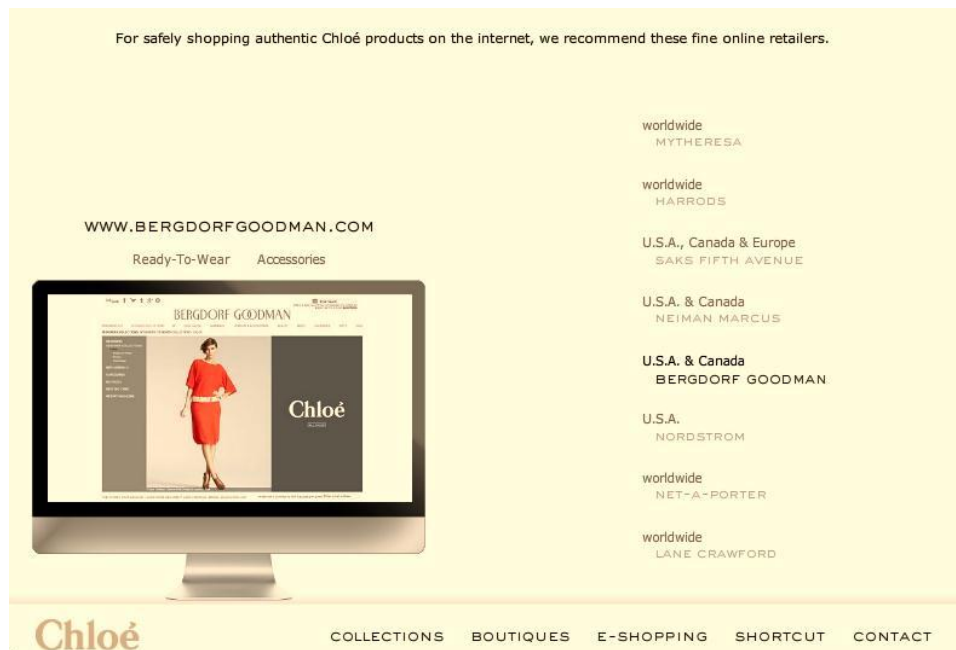 For safely shopping authentic Chloé products on the internet, we recommend these fine online retailers.
worldwide
MYTHERESA
worldwide
HARRODS
U.S.A., Canada & Europe
SAKS FIFTH AVENUE
U.S.A. & Canada
NEIMAN MARCUS
U.S.A. & Canada
BERGDORF GOODMAN
U.S.A.
NORDSTROM
worldwide
NET-A-PORTER
worldwide
LANE CRAWFORD
WWW.BERGDORFGOODMAN.COM
Ready-To-Wear Accessories
BERGDORF GOODMAN
Chloé
Chloé
COLLECTIONS BOUTIQUES E-SHOPPING SHORTCUT CONTACT